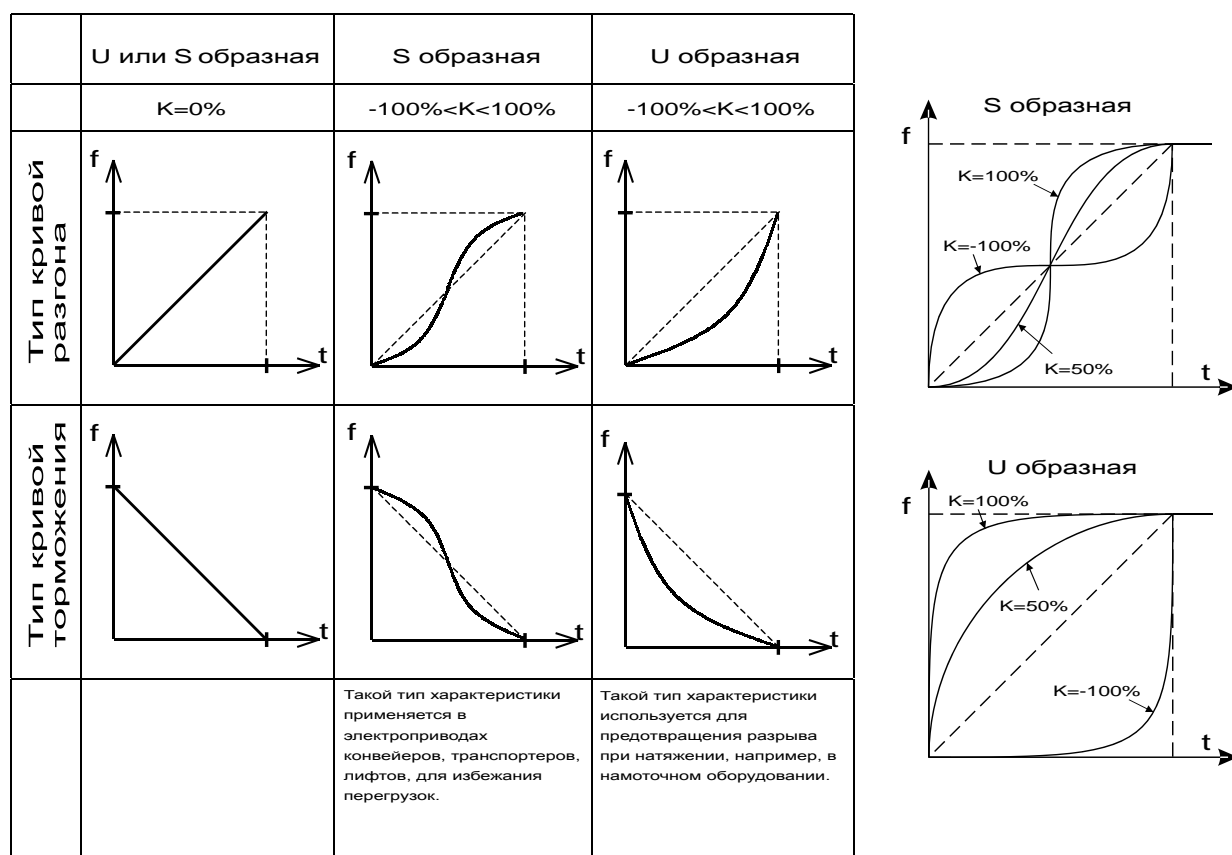 U или S образная
S образная
U образная
K=0%
-100%<K<100%
-100%<K<100%
Тип кривой
разгона
f
t
f
t
f
t
Тип кривой
торможения
f
t
f
t
f
t
Такой тип характеристики
применяется в
электроприводах
конвейеров, транспортеров,
лифтов, для избежания
перегрузок.
Такой тип характеристики
используется для
предотвращения разрыва
при натяжении, например, в
намоточном оборудовании.
S образная
f
K=100%
K=-100%
K=50%
t
U образная
f
K=100%
K=50%
K=-100%
t